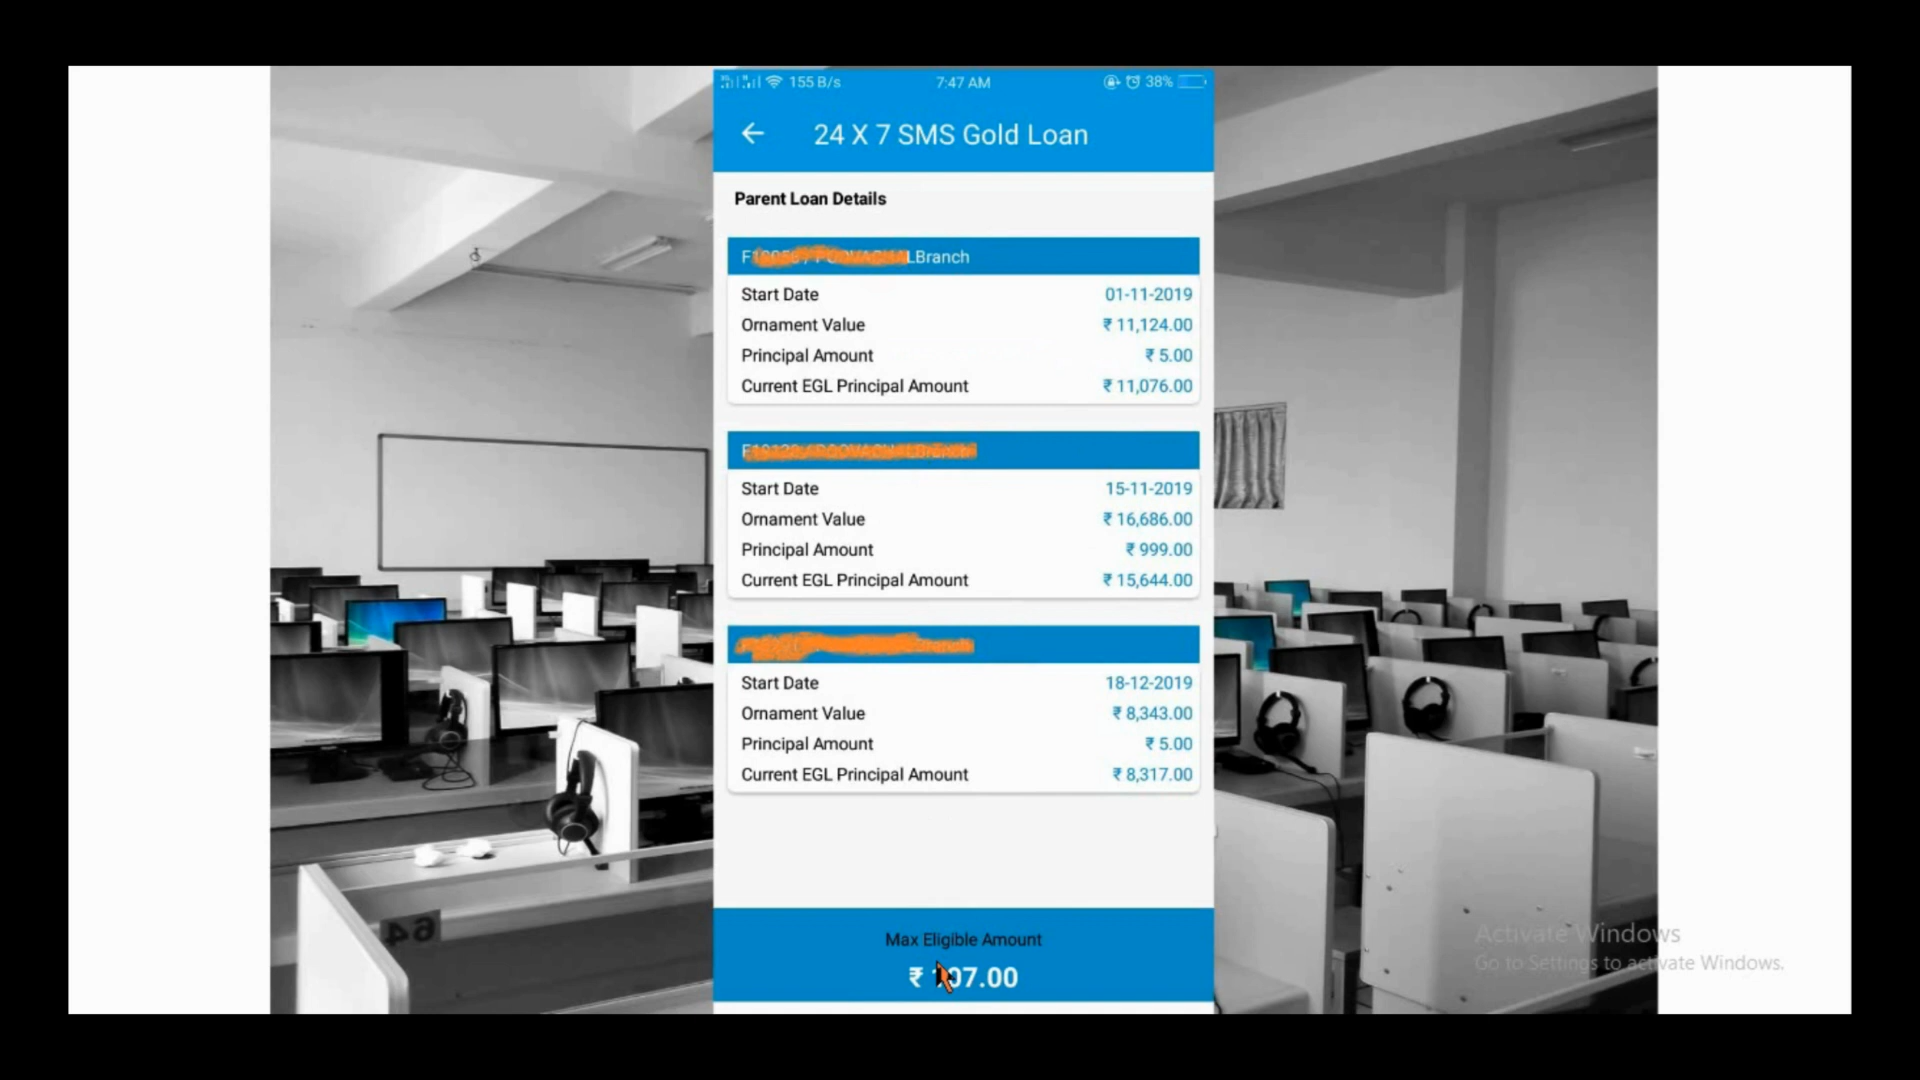 155 B/s 7:47 AM 38%
24 X 7 SMS Gold Loan
Parent Loan Details
LBranch
Start Date 01-11-2019
Ornament Value ₹ 11,124.00
Principal Amount ₹ 5.00
Current EGL Principal Amount ₹ 11,076.00
Start Date 15-11-2019
Ornament Value ₹ 16,686.00
Principal Amount ₹ 999.00
Current EGL Principal Amount ₹ 15,644.00
Start Date 18-12-2019
Ornament Value ₹ 8,343.00
Principal Amount ₹ 5.00
Current EGL Principal Amount ₹ 8,317.00
Max Eligible Amount
₹ 07.00
Activate Windows
Go to Settings to activate Windows.
64